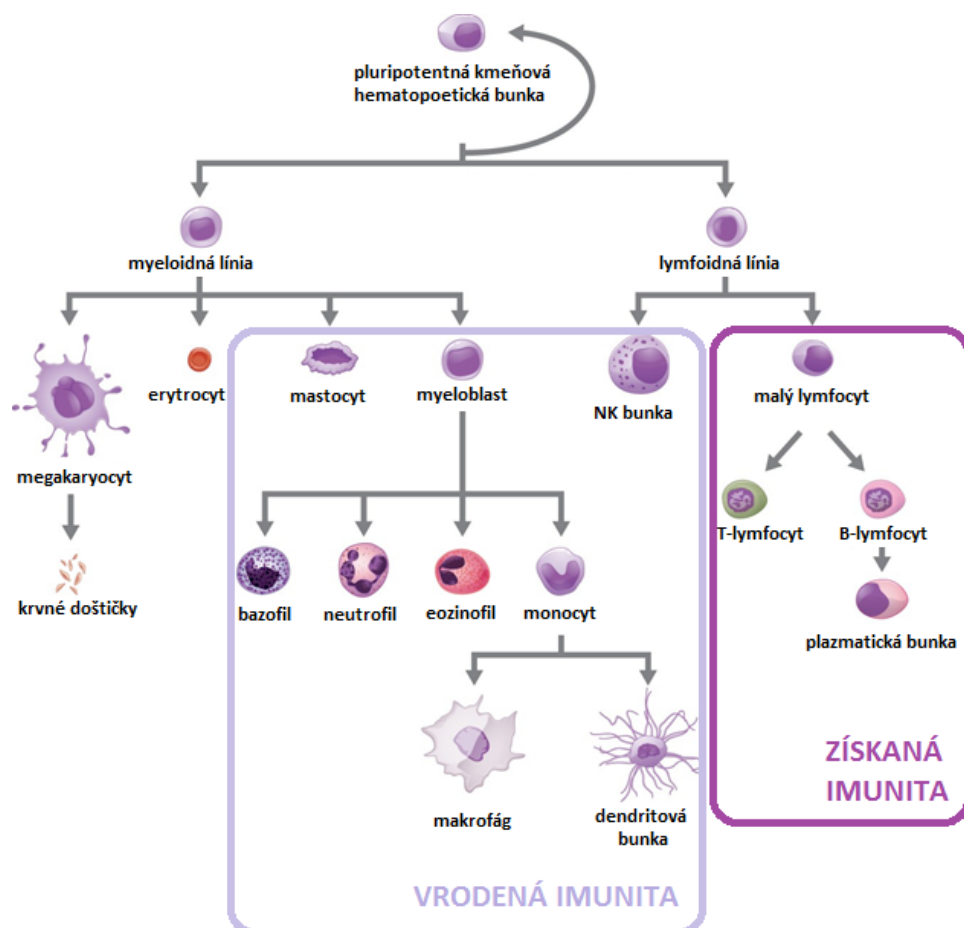 pluripotentná kmeňová
hematopoetická bunka
myeloidná línia
lymfoidná línia
megakaryocyt
erytrocyt
mastocyt
myeloblast
NK bunka
malý lymfocyt
krvné doštičky
bazofil
neutrofil
eozinofil
monocyt
T-lymfocyt
B-lymfocyt
plazmatická bunka
makrofág
dendritová
bunka
VRODENÁ IMUNITA
ZÍSKANÁ
IMUNITA